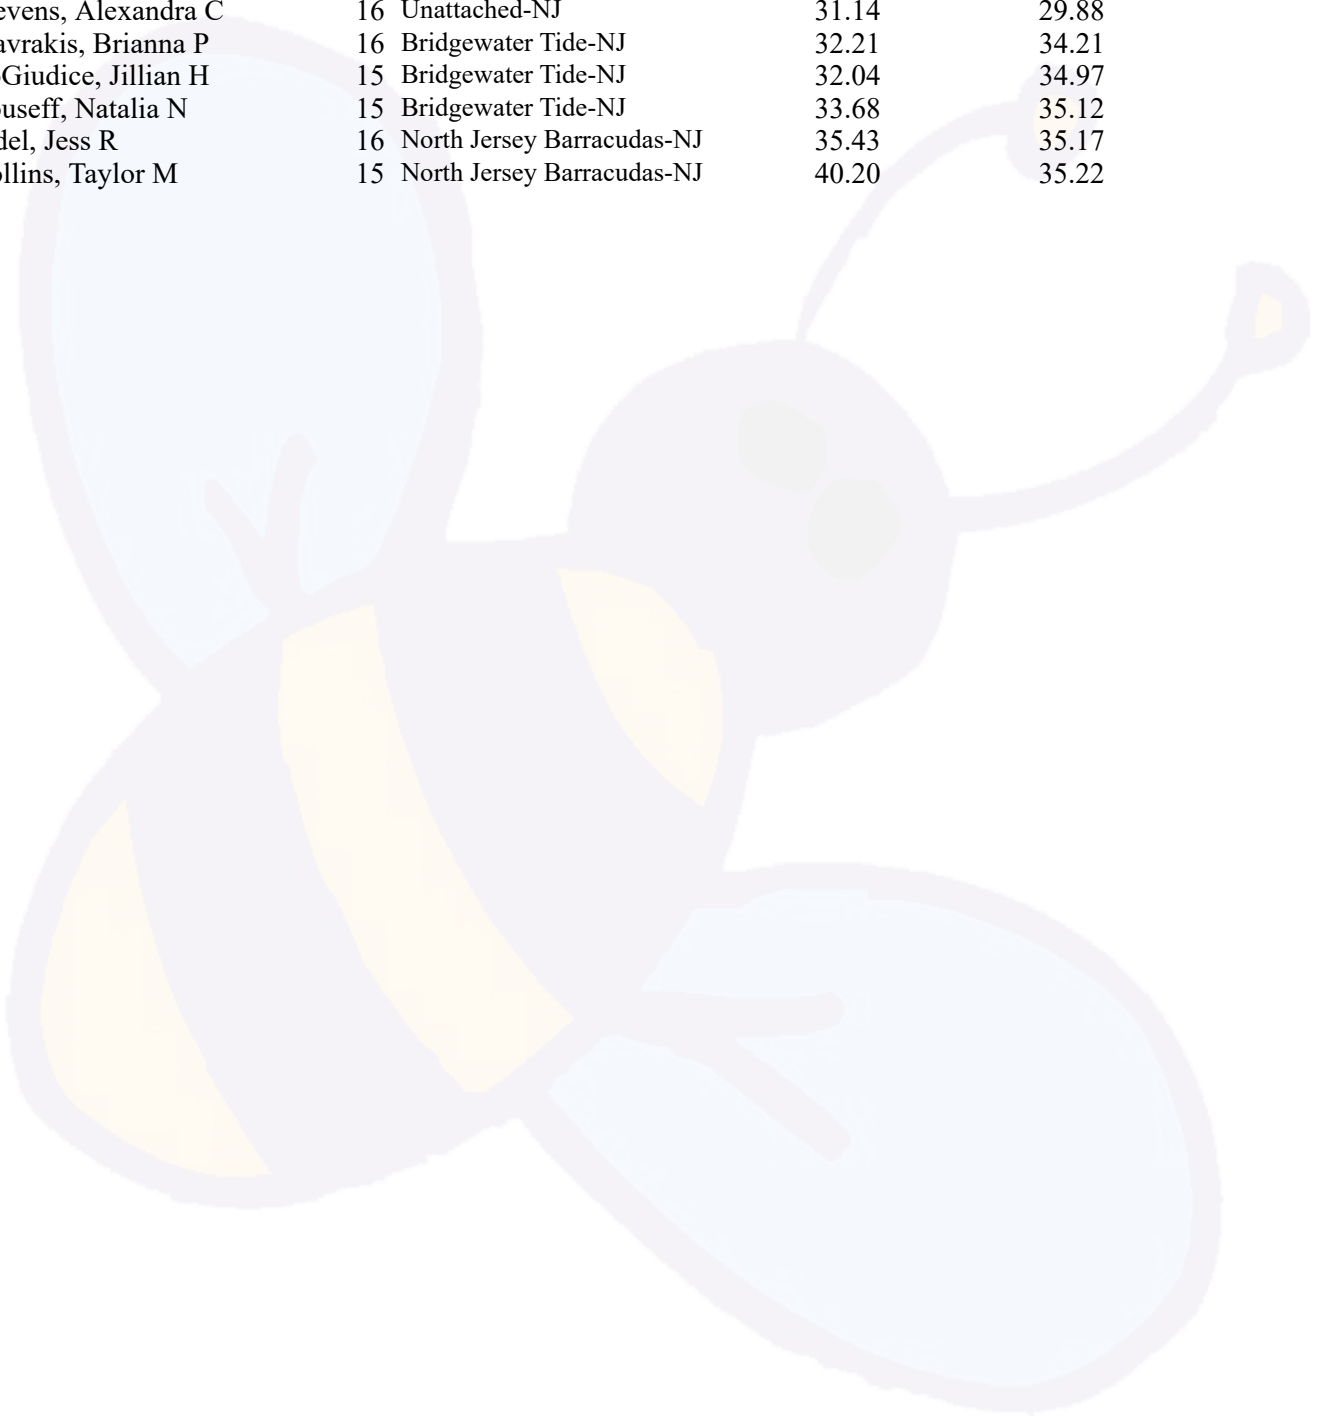 evens, Alexandra C 16 Unattached-NJ 31.14 29.88
avrakis, Brianna P 16 Bridgewater Tide-NJ 32.21 34.21
Giudice, Jillian H 15 Bridgewater Tide-NJ 32.04 34.97
ouseff, Natalia N 15 Bridgewater Tide-NJ 33.68 35.12
del, Jess R 16 North Jersey Barracudas-NJ 35.43 35.17
ollins, Taylor M 15 North Jersey Barracudas-NJ 40.20 35.22